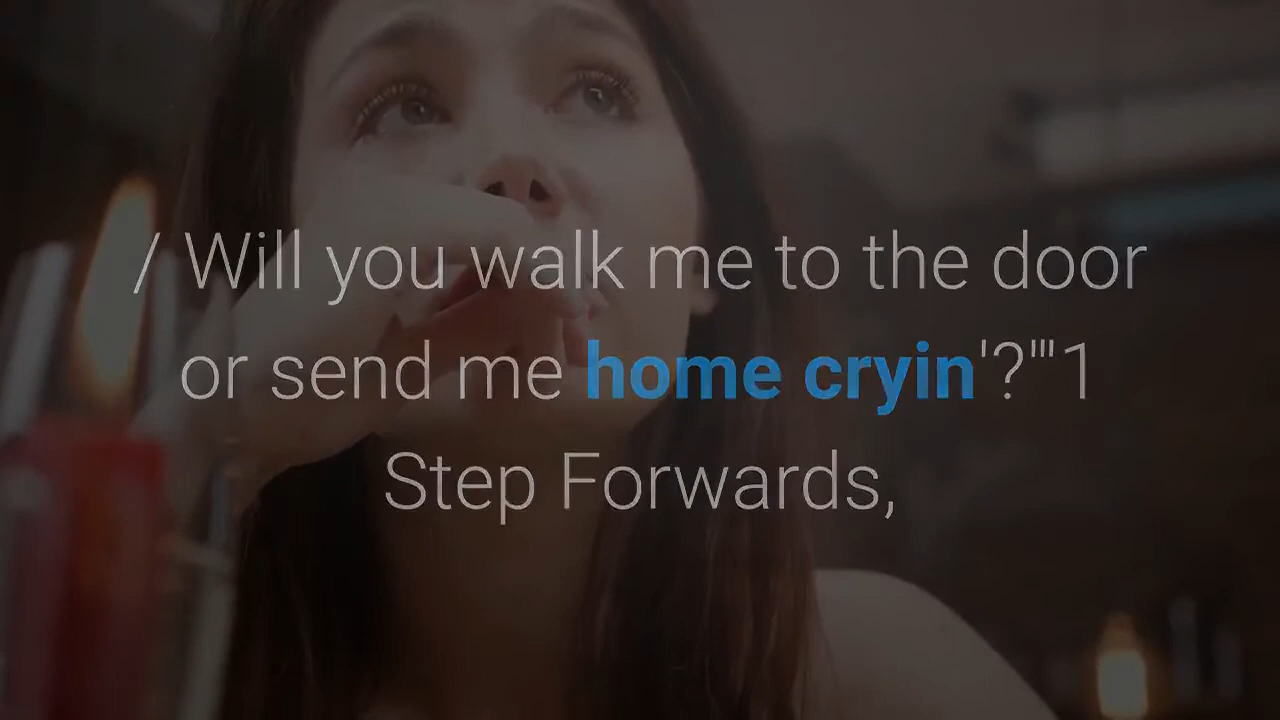 / Will you walk me to the door
or send me home cryin'?'"1
Step Forwards,